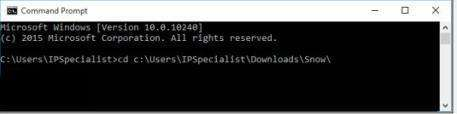 Command Prompt
Microsoft Windows [Version 10.0.10240]
(c) 2015 Microsoft Corporation. All rights reserved.
C:\Users\IPSpecialist>cd c:\Users\IPSpecialist\Downloads\Snow\